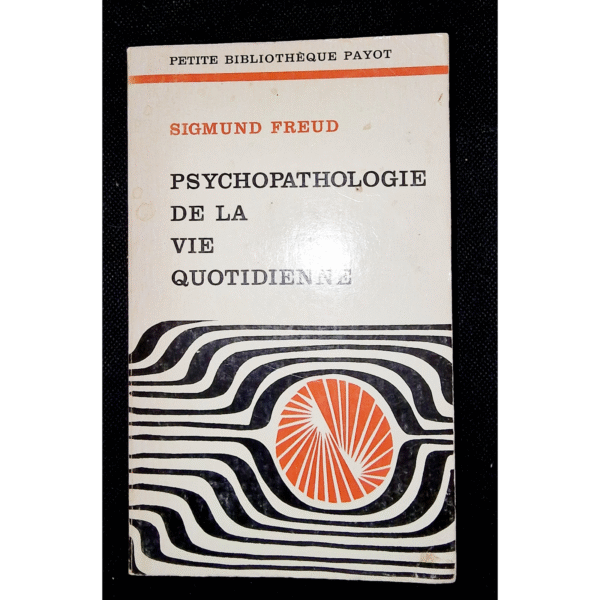 PETITE BIBLIOTHÈQUE PAYOT
SIGMUND FREUD
PSYCHOPATHOLOGIE
DE LA
VIE
QUOTIDIENNE